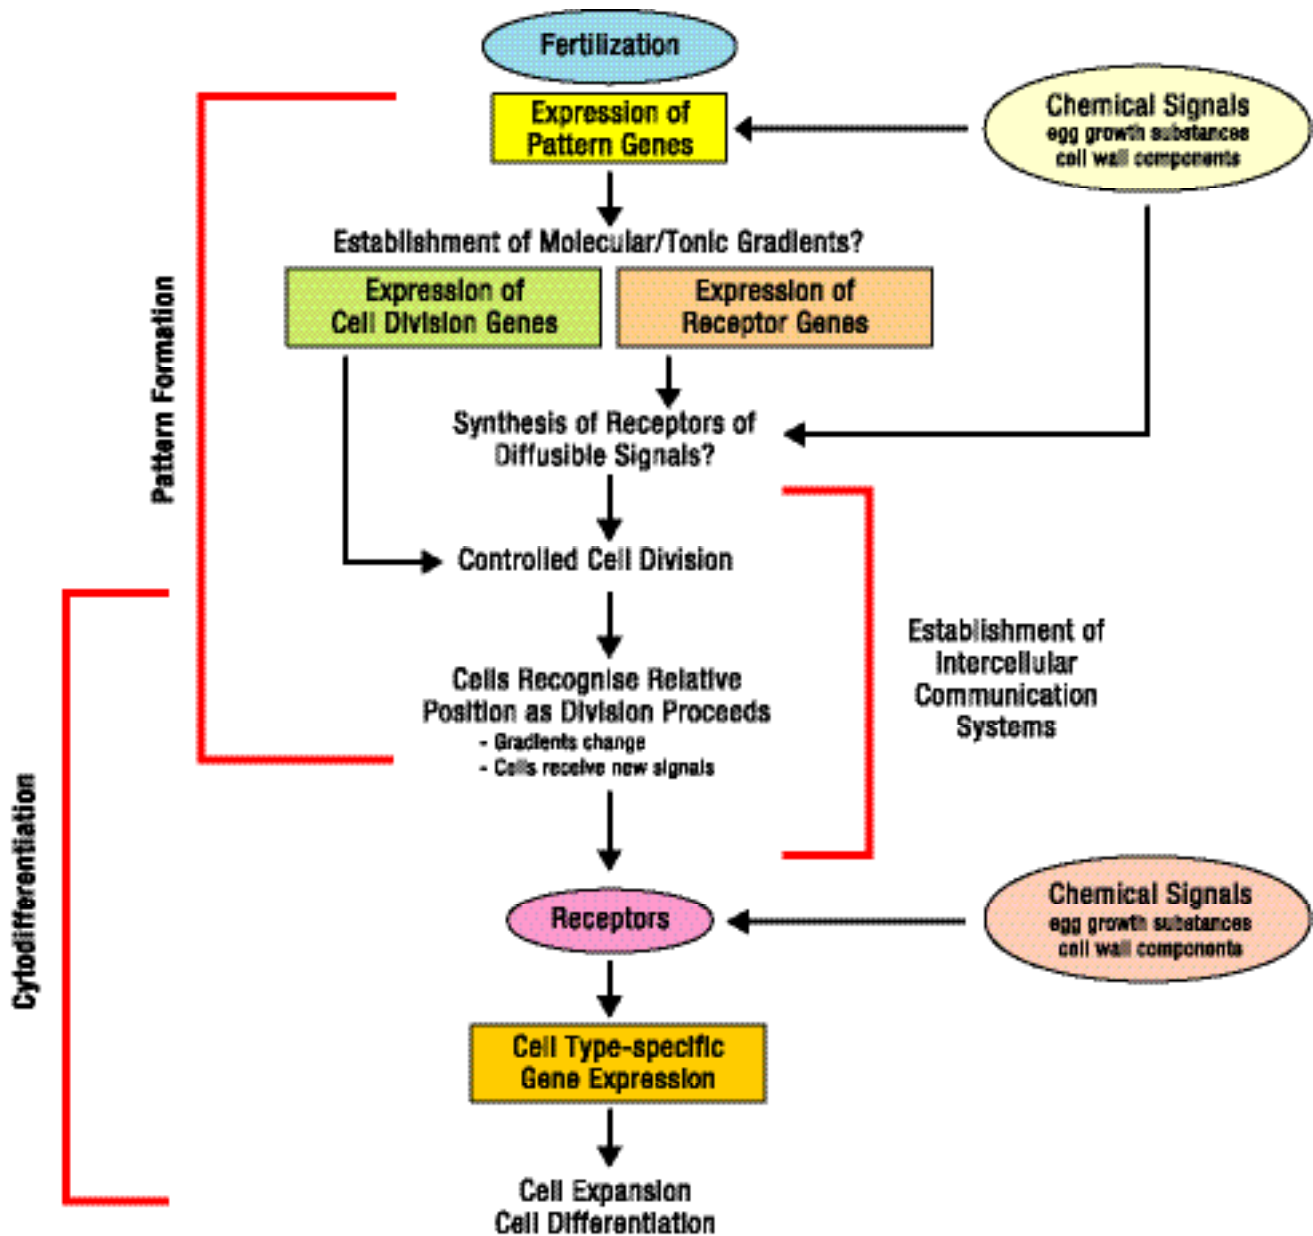 Fertilization
Expression of
Pattern Genes
Chemical Signals
egg growth substances
cell wall components
Establishment of Molecular/Tonic Gradients?
Expression of
Cell Division Genes
Expression of
Receptor Genes
Pattern Formation
Synthesis of Receptors of
Diffusible Signals?
Controlled Cell Division
Establishment of
Intercellular
Communication
Systems
Cells Recognise Relative
Position as Division Proceeds
- Gradients change
- Cells receive new signals
Cytodifferentiation
Receptors
Chemical Signals
egg growth substances
cell wall components
Cell Type-specific
Gene Expression
Cell Expansion
Cell Differentiation